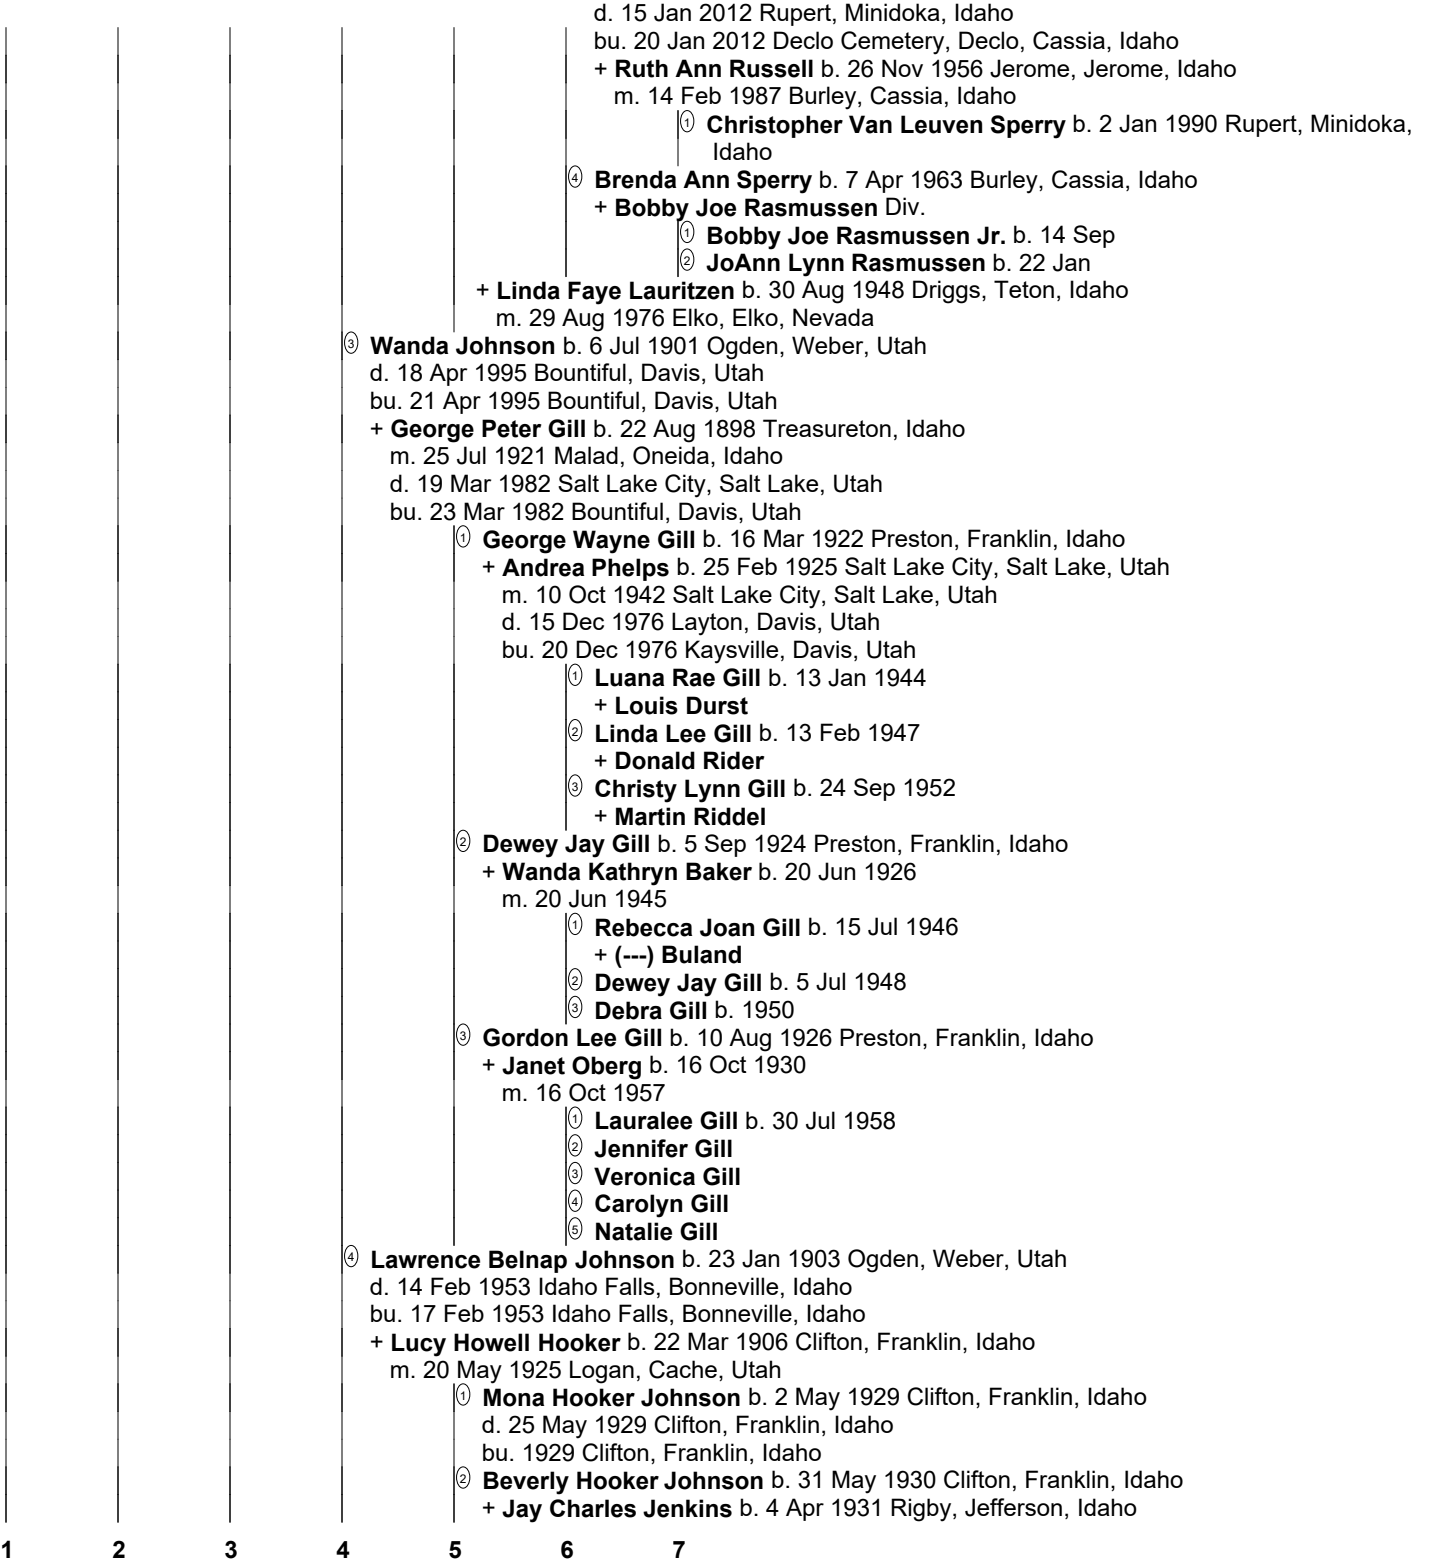 d. 15 Jan 2012 Rupert, Minidoka, Idaho
bu. 20 Jan 2012 Declo Cemetery, Declo, Cassia, Idaho
+ Ruth Ann Russell b. 26 Nov 1956 Jerome, Jerome, Idaho
m. 14 Feb 1987 Burley, Cassia, Idaho
① Christopher Van Leuven Sperry b. 2 Jan 1990 Rupert, Minidoka,
Idaho
④ Brenda Ann Sperry b. 7 Apr 1963 Burley, Cassia, Idaho
+ Bobby Joe Rasmussen Div.
① Bobby Joe Rasmussen Jr. b. 14 Sep
② JoAnn Lynn Rasmussen b. 22 Jan
+ Linda Faye Lauritzen b. 30 Aug 1948 Driggs, Teton, Idaho
m. 29 Aug 1976 Elko, Elko, Nevada
③ Wanda Johnson b. 6 Jul 1901 Ogden, Weber, Utah
d. 18 Apr 1995 Bountiful, Davis, Utah
bu. 21 Apr 1995 Bountiful, Davis, Utah
+ George Peter Gill b. 22 Aug 1898 Treasureton, Idaho
m. 25 Jul 1921 Malad, Oneida, Idaho
d. 19 Mar 1982 Salt Lake City, Salt Lake, Utah
bu. 23 Mar 1982 Bountiful, Davis, Utah
① George Wayne Gill b. 16 Mar 1922 Preston, Franklin, Idaho
+ Andrea Phelps b. 25 Feb 1925 Salt Lake City, Salt Lake, Utah
m. 10 Oct 1942 Salt Lake City, Salt Lake, Utah
d. 15 Dec 1976 Layton, Davis, Utah
bu. 20 Dec 1976 Kaysville, Davis, Utah
① Luana Rae Gill b. 13 Jan 1944
+ Louis Durst
② Linda Lee Gill b. 13 Feb 1947
+ Donald Rider
③ Christy Lynn Gill b. 24 Sep 1952
+ Martin Riddel
② Dewey Jay Gill b. 5 Sep 1924 Preston, Franklin, Idaho
+ Wanda Kathryn Baker b. 20 Jun 1926
m. 20 Jun 1945
① Rebecca Joan Gill b. 15 Jul 1946
+ (---) Buland
② Dewey Jay Gill b. 5 Jul 1948
③ Debra Gill b. 1950
③ Gordon Lee Gill b. 10 Aug 1926 Preston, Franklin, Idaho
+ Janet Oberg b. 16 Oct 1930
m. 16 Oct 1957
① Lauralee Gill b. 30 Jul 1958
② Jennifer Gill
③ Veronica Gill
④ Carolyn Gill
⑤ Natalie Gill
④ Lawrence Belnap Johnson b. 23 Jan 1903 Ogden, Weber, Utah
d. 14 Feb 1953 Idaho Falls, Bonneville, Idaho
bu. 17 Feb 1953 Idaho Falls, Bonneville, Idaho
+ Lucy Howell Hooker b. 22 Mar 1906 Clifton, Franklin, Idaho
m. 20 May 1925 Logan, Cache, Utah
① Mona Hooker Johnson b. 2 May 1929 Clifton, Franklin, Idaho
d. 25 May 1929 Clifton, Franklin, Idaho
bu. 1929 Clifton, Franklin, Idaho
② Beverly Hooker Johnson b. 31 May 1930 Clifton, Franklin, Idaho
+ Jay Charles Jenkins b. 4 Apr 1931 Rigby, Jefferson, Idaho
1 2 3 4 5 6 7